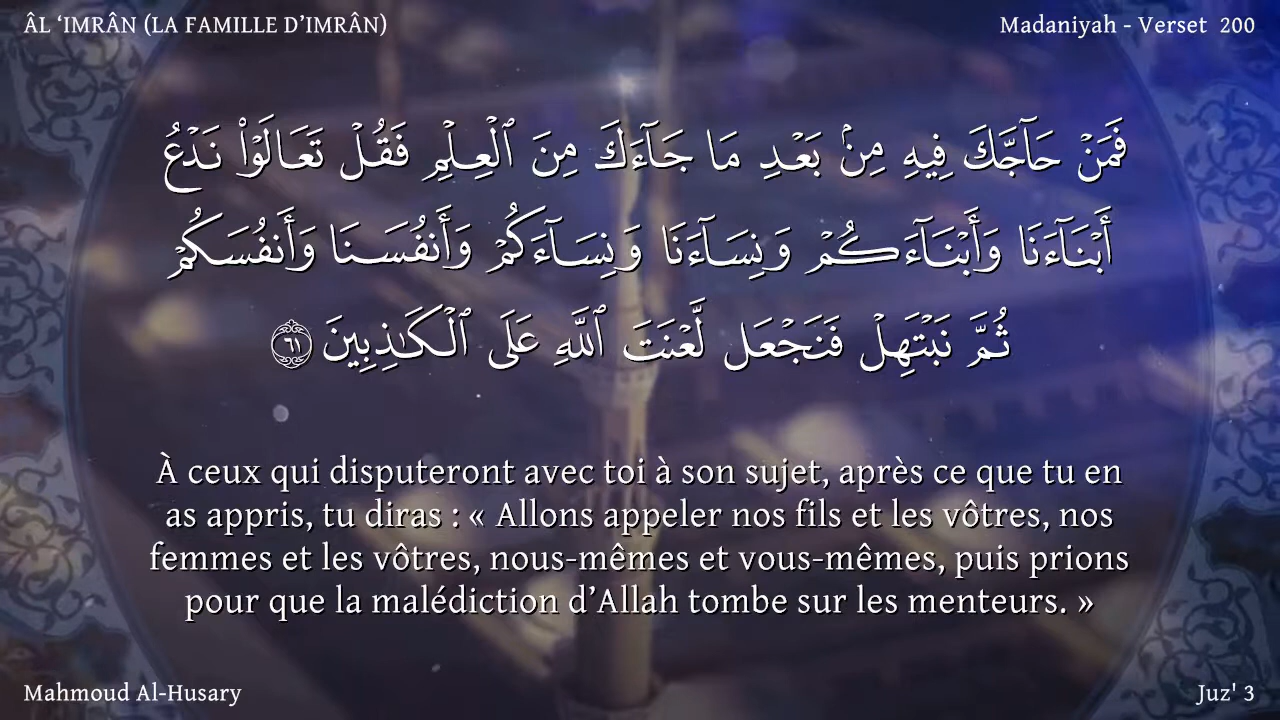 ÂL ‘IMRÂN (LA FAMILLE D’IMRÂN)
Madaniyah - Verset 200
فَمَنْ حَآجَّكَ فِيهِ مِنۢ بَعْدِ مَا جَآءَكَ مِنَ ٱلْعِلْمِ فَقُلْ تَعَالَوْا۟ نَدْعُ
أَبْنَآءَنَا وَأَبْنَآءَكُمْ وَنِسَآءَنَا وَنِسَآءَكُمْ وَأَنفُسَنَا وَأَنفُسَكُمْ
ثُمَّ نَبْتَهِلْ فَنَجْعَل لَّعْنَتَ ٱللَّهِ عَلَى ٱلْكَـٰذِبِينَ ٦١
À ceux qui disputeront avec toi à son sujet, après ce que tu en
as appris, tu diras : « Allons appeler nos fils et les vôtres, nos
femmes et les vôtres, nous-mêmes et vous-mêmes, puis prions
pour que la malédiction d’Allah tombe sur les menteurs. »
Mahmoud Al-Husary
Juz' 3